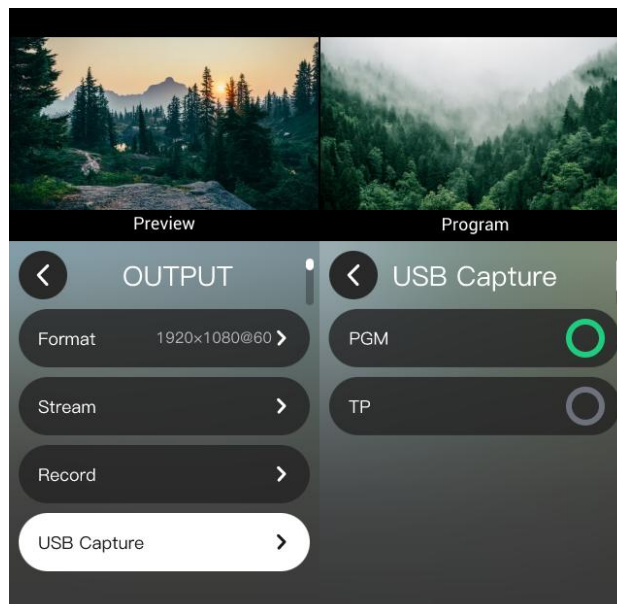 Preview
Program
OUTPUT
Format 1920×1080@60
Stream
Record
USB Capture
USB Capture
PGM
TP